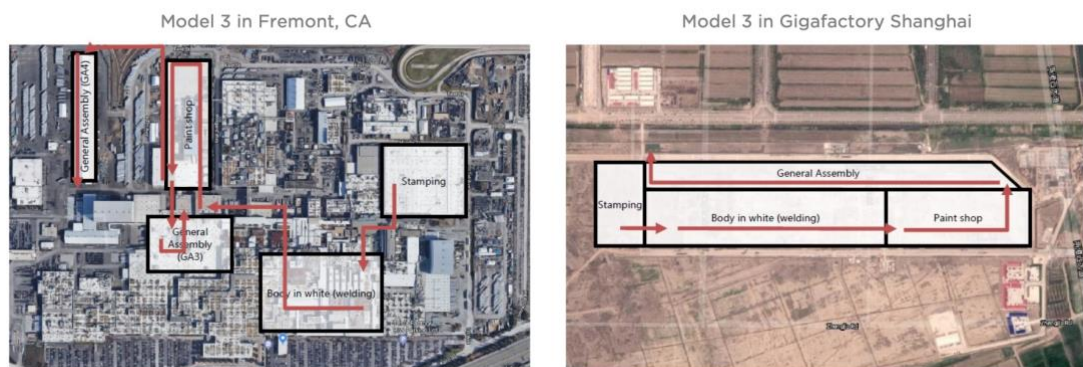 Model 3 in Fremont, CA
Model 3 in Gigafactory Shanghai
General Assembly (GA4)
Paint shop
Stamping
General
Assembly
(GA3)
Body in white (welding)
General Assembly
Stamping
Body in white (welding)
Paint shop